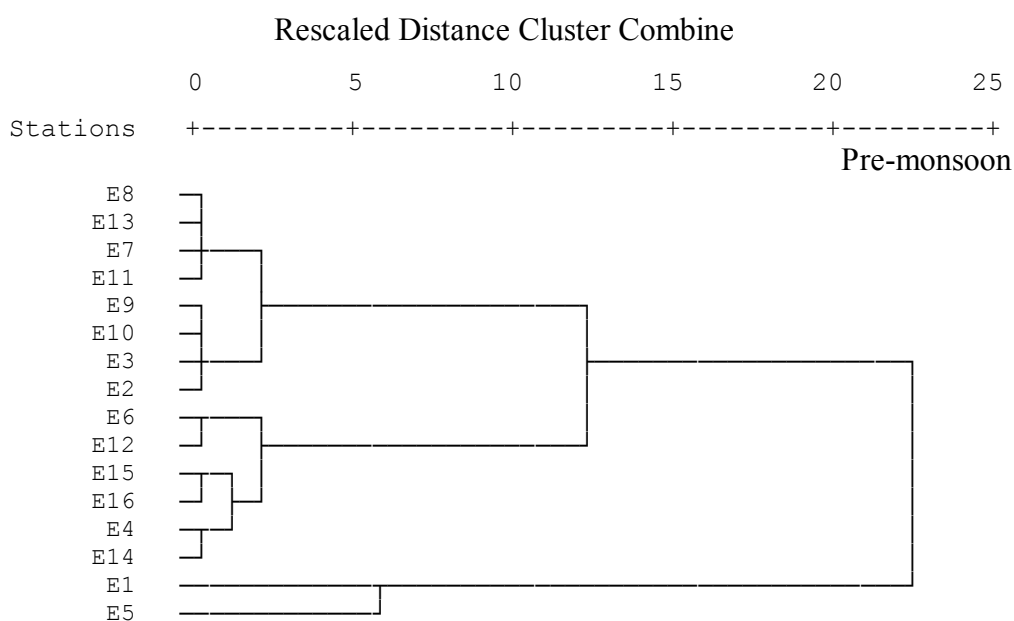 Rescaled Distance Cluster Combine
0 5 10 15 20 25
Stations +---------+---------+---------+---------+---------+
Pre-monsoon
E8
E13
E7
E11
E9
E10
E3
E2
E6
E12
E15
E16
E4
E14
E1
E5